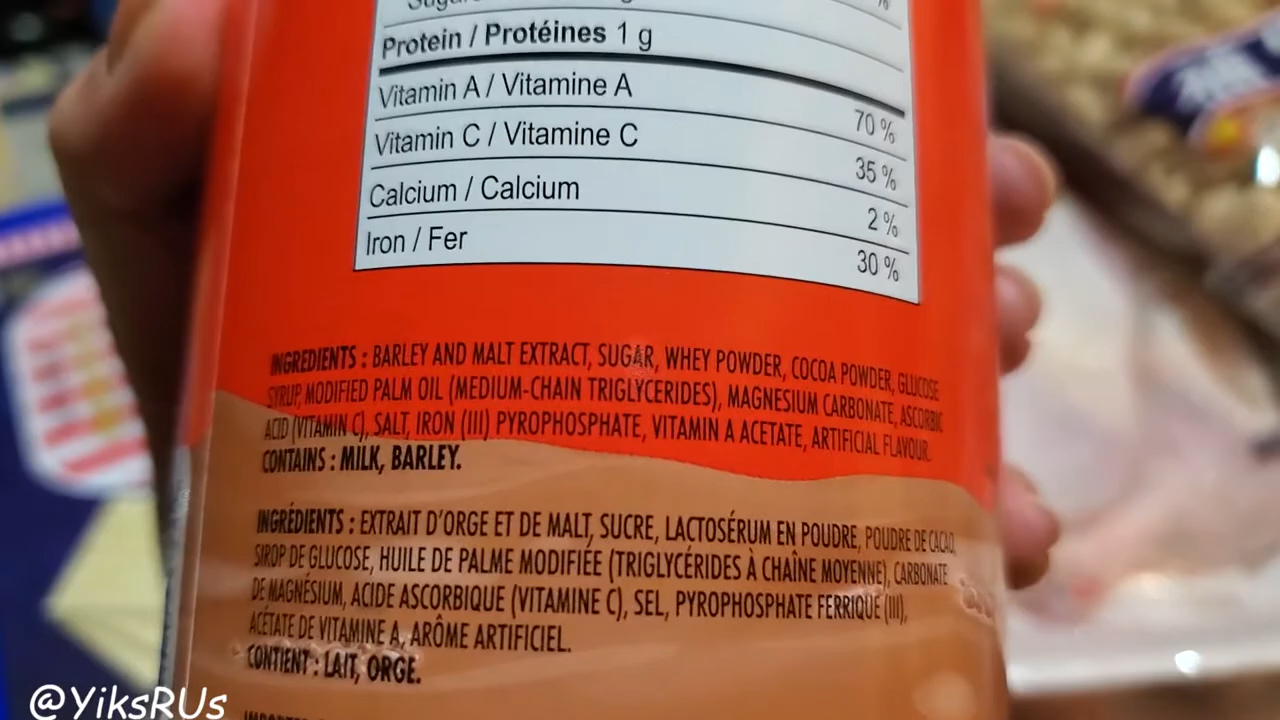 Protein / Protéines 1 g
Vitamin A / Vitamine A 70 %
Vitamin C / Vitamine C 35 %
Calcium / Calcium 2 %
Iron / Fer 30 %
INGREDIENTS : BARLEY AND MALT EXTRACT, SUGAR, WHEY POWDER, COCOA POWDER, GLUCOSE
SYRUP, MODIFIED PALM OIL (MEDIUM-CHAIN TRIGLYCERIDES), MAGNESIUM CARBONATE, ASCORBIC
ACID (VITAMIN C), SALT, IRON (III) PYROPHOSPHATE, VITAMIN A ACETATE, ARTIFICIAL FLAVOUR.
CONTAINS : MILK, BARLEY.
INGRÉDIENTS : EXTRAIT D'ORGE ET DE MALT, SUCRE, LACTOSÉRUM EN POUDRE, POUDRE DE CACAO,
SIROP DE GLUCOSE, HUILE DE PALME MODIFIÉE (TRIGLYCÉRIDES À CHAÎNE MOYENNE), CARBONATE
DE MAGNÉSIUM, ACIDE ASCORBIQUE (VITAMINE C), SEL, PYROPHOSPHATE FERRIQUE (III),
ACÉTATE DE VITAMINE A, ARÔME ARTIFICIEL.
CONTIENT : LAIT, ORGE.
@YiksRUs